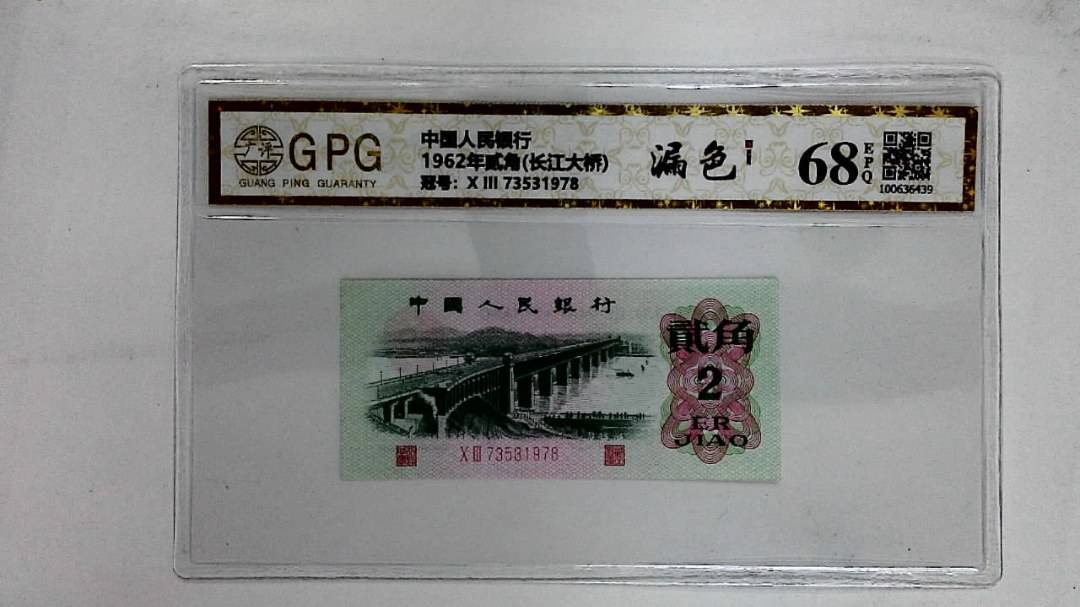 GPG
GUANG PING GUARANTY
中国人民银行
1962年贰角(长江大桥)
冠号：X III 73531978
漏色
68
EPQ
100636439
中國人民銀行
貳角
2
ER
JIAO
X III 73531978